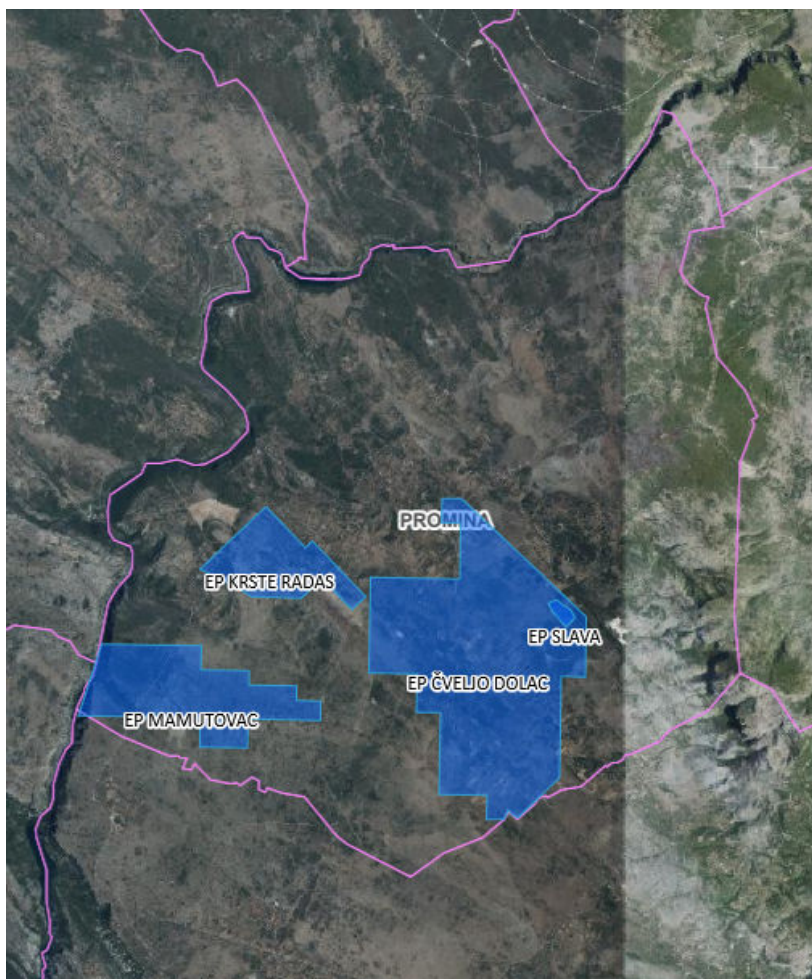 PROMINA
EP KRSTE RADAS
EP SLAVA
EP ČVELJO DOLAC
EP MAMUTOVAC